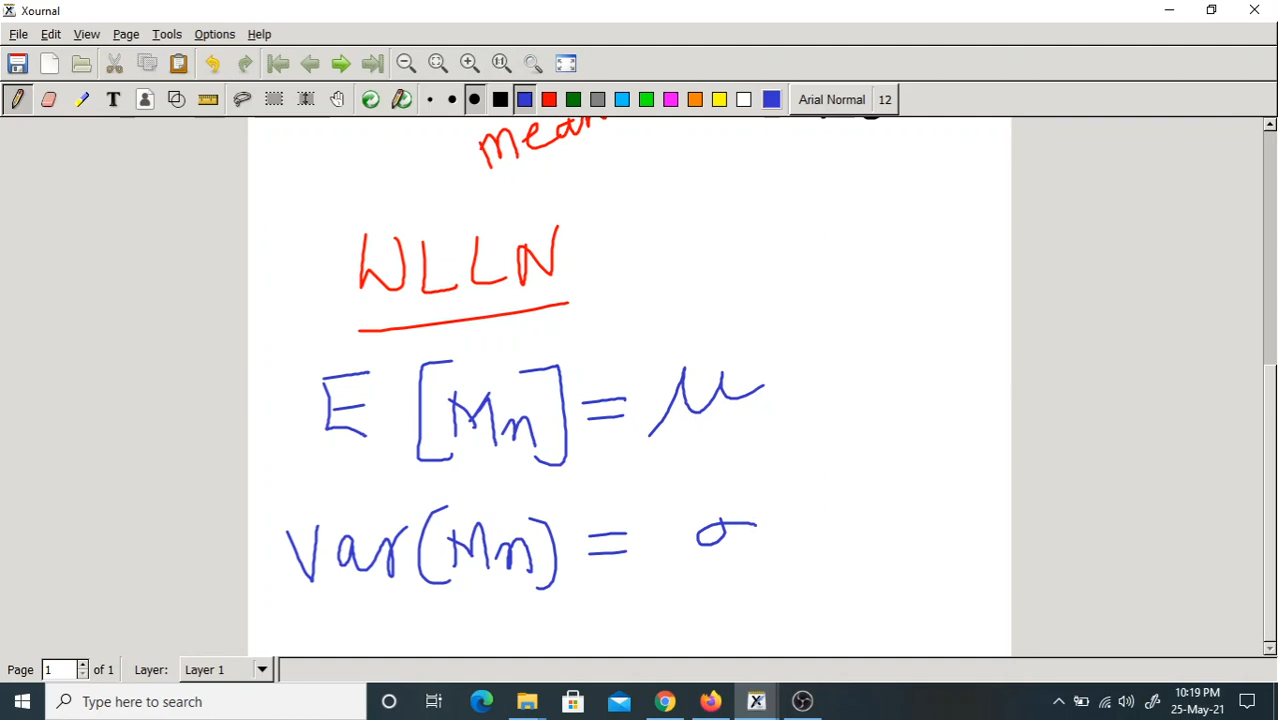 Xournal
File Edit View Page Tools Options Help
T Arial Normal 12
mean
WLLN
E [Mn] = μ
Var(Mn) = σ
Page 1 of 1 Layer: Layer 1
Type here to search
10:19 PM
25-May-21